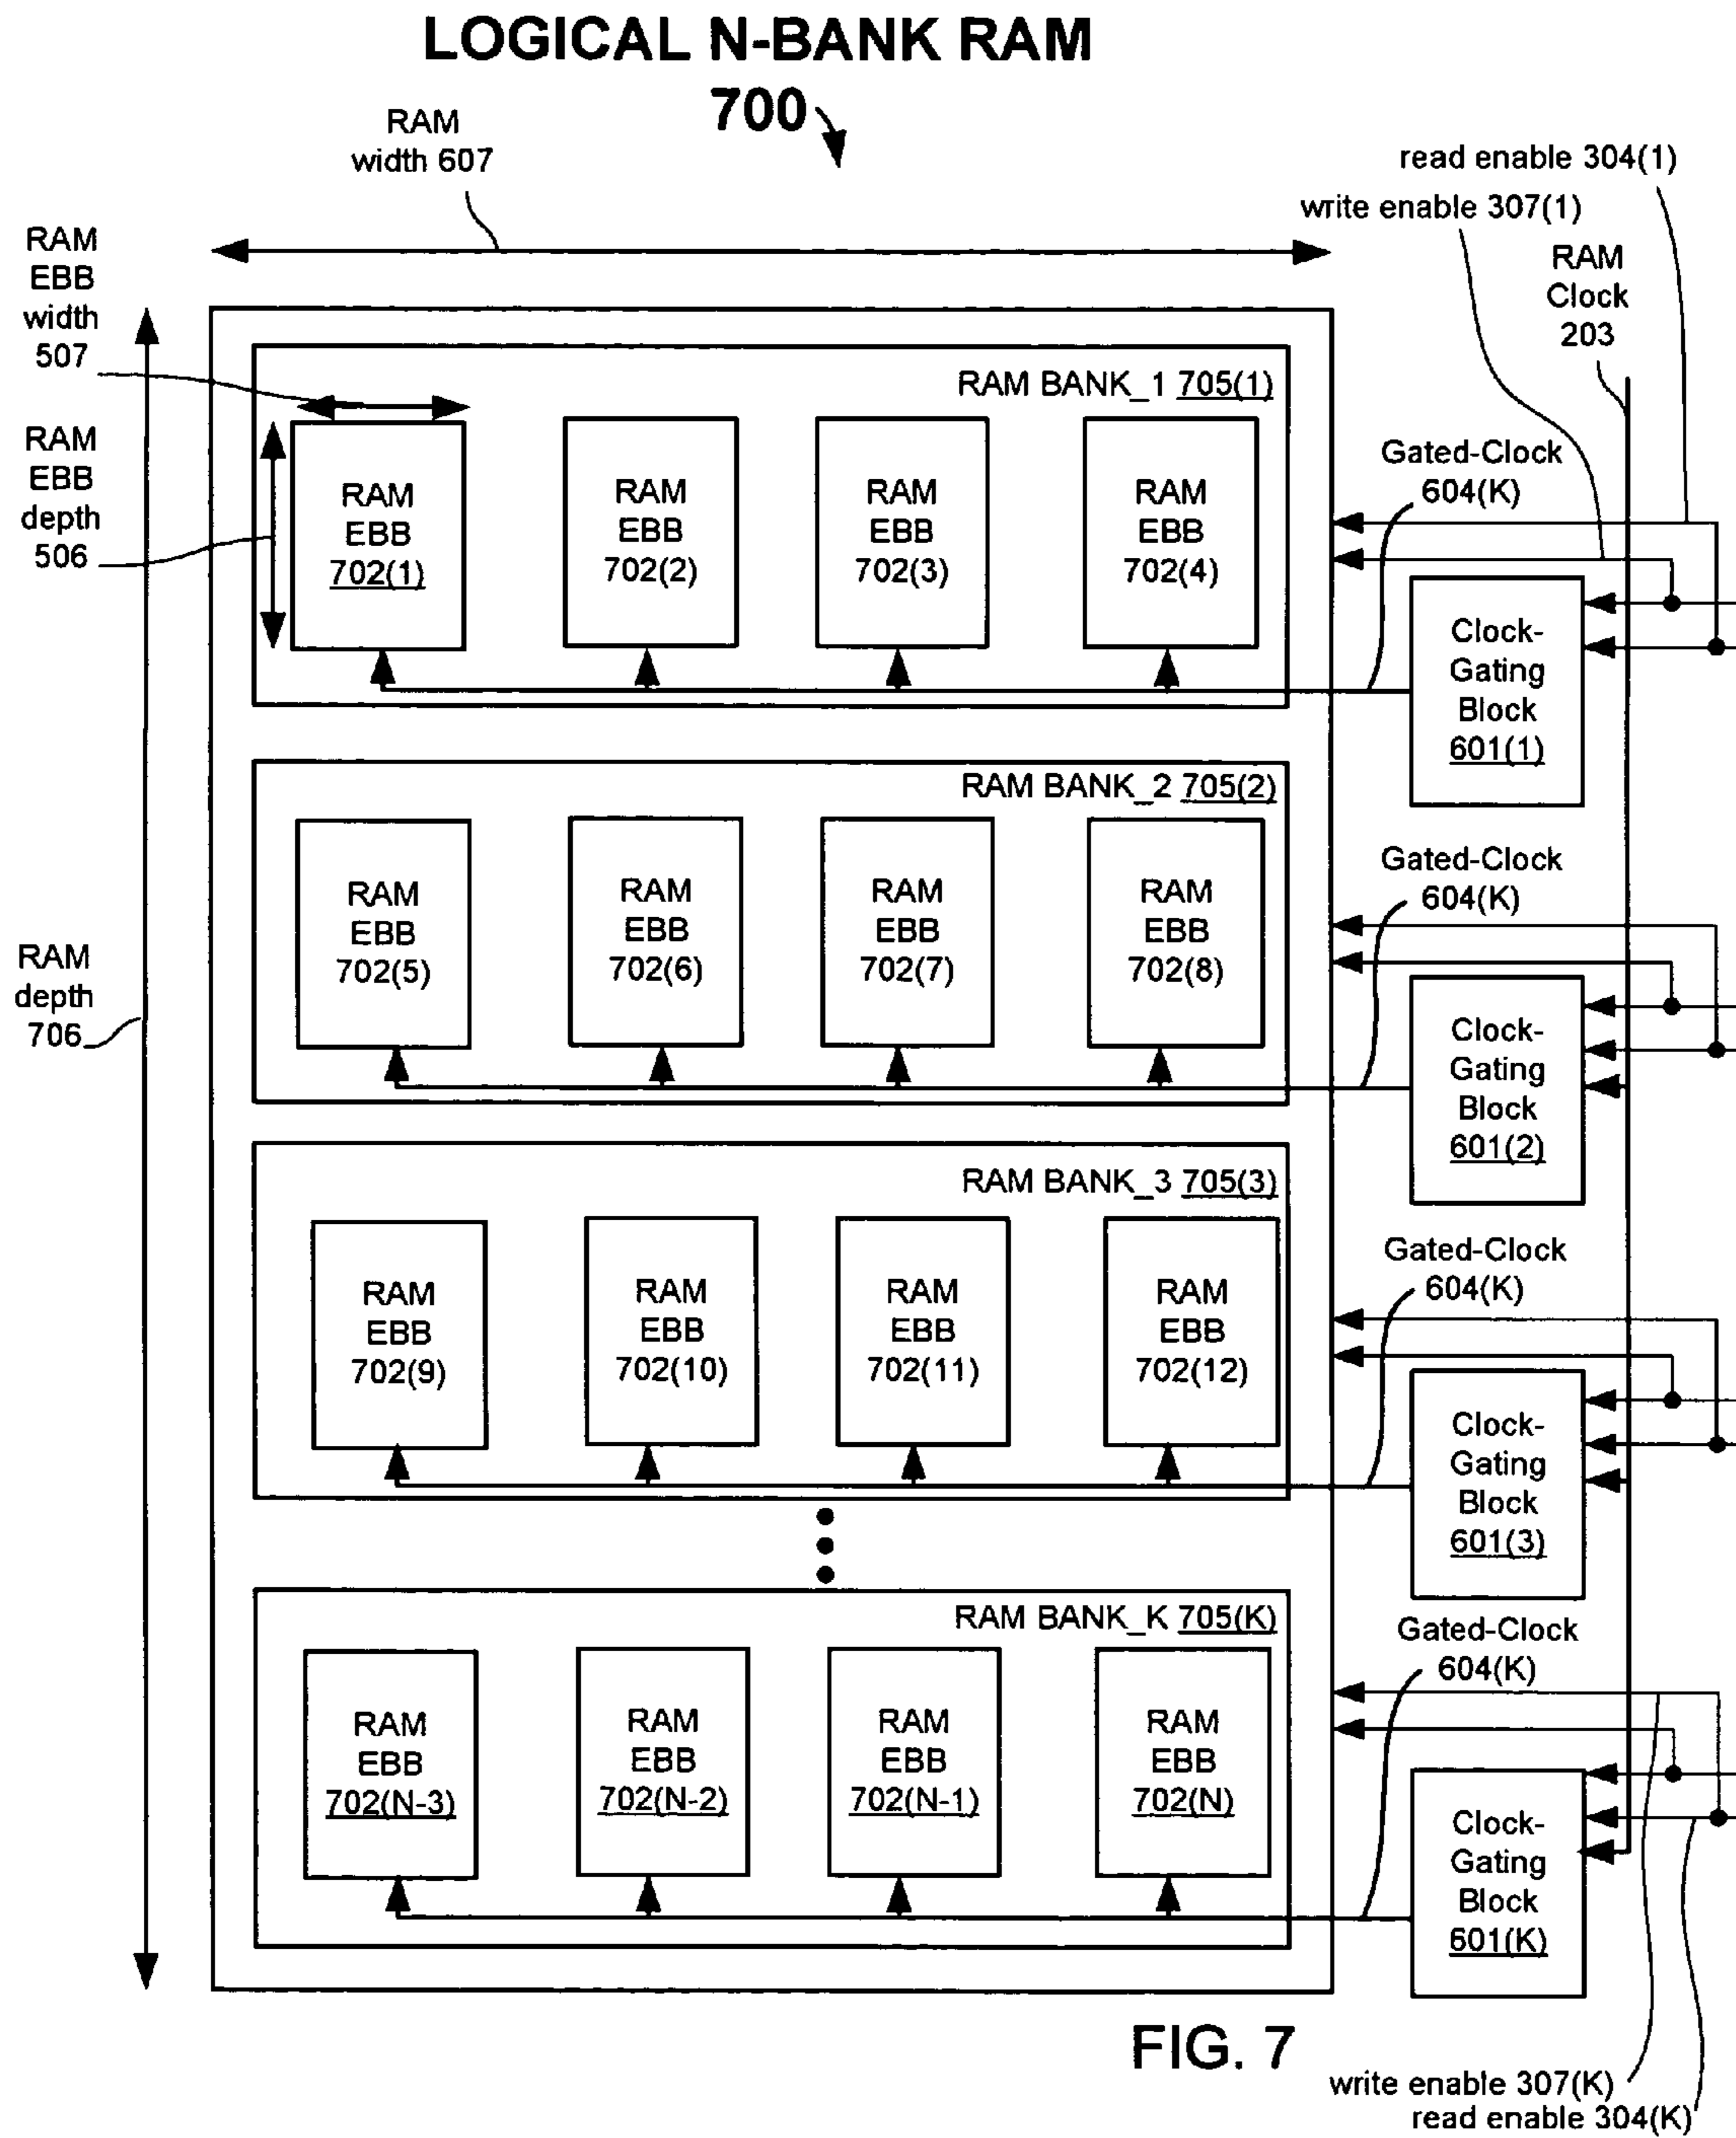 LOGICAL N-BANK RAM
700
RAM
width 607
read enable 304(1)
write enable 307(1)
RAM
Clock
203
RAM
EBB
width
507
RAM
EBB
depth
506
RAM
depth
706
RAM BANK_1 705(1)
RAM
EBB
702(1)
RAM
EBB
702(2)
RAM
EBB
702(3)
RAM
EBB
702(4)
Gated-Clock
604(K)
Clock-
Gating
Block
601(1)
RAM BANK_2 705(2)
RAM
EBB
702(5)
RAM
EBB
702(6)
RAM
EBB
702(7)
RAM
EBB
702(8)
Gated-Clock
604(K)
Clock-
Gating
Block
601(2)
RAM BANK_3 705(3)
RAM
EBB
702(9)
RAM
EBB
702(10)
RAM
EBB
702(11)
RAM
EBB
702(12)
Gated-Clock
604(K)
Clock-
Gating
Block
601(3)
RAM BANK_K 705(K)
RAM
EBB
702(N-3)
RAM
EBB
702(N-2)
RAM
EBB
702(N-1)
RAM
EBB
702(N)
Gated-Clock
604(K)
Clock-
Gating
Block
601(K)
FIG. 7
write enable 307(K)
read enable 304(K)